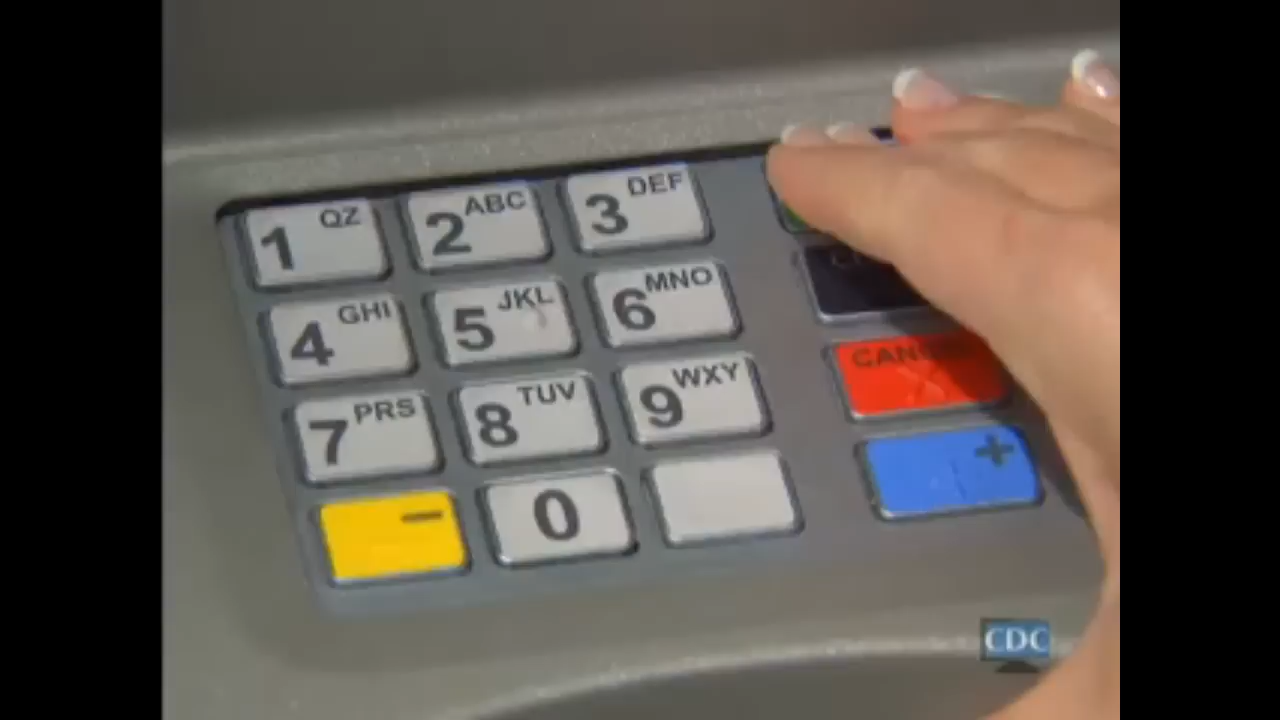 1 QZ 2 ABC 3 DEF
4 GHI 5 JKL 6 MNO
7 PRS 8 TUV 9 WXY
- 0 +
CDC